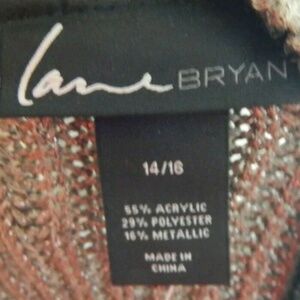 lane BRYANT
14/16
55% ACRYLIC
29% POLYESTER
16% METALLIC
MADE IN
CHINA